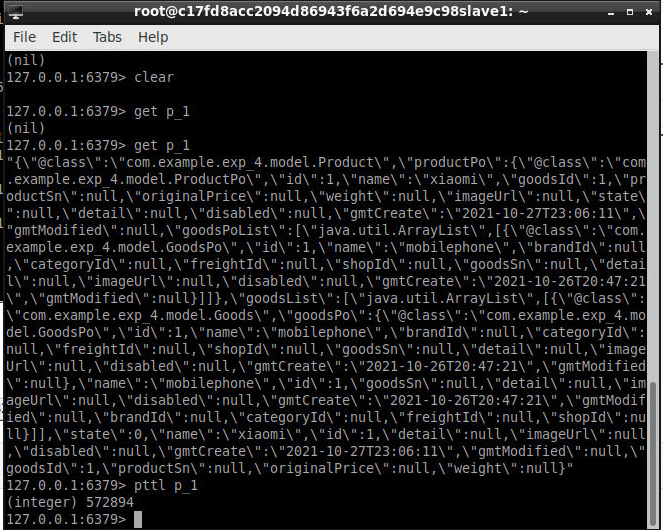 root@c17fd8acc2094d86943f6a2d694e9c98slave1: ~
File Edit Tabs Help
(nil)
127.0.0.1:6379> clear
127.0.0.1:6379> get p_1
(nil)
127.0.0.1:6379> get p_1
"{\"@class\":\"com.example.exp_4.model.Product\",\"productPo\":{\"@class\":\"com
.example.exp_4.model.ProductPo\",\"id\":1,\"name\":\"xiaomi\",\"goodsId\":1,\"pr
oductSn\":null,\"originalPrice\":null,\"weight\":null,\"imageUrl\":null,\"state\
":null,\"detail\":null,\"disabled\":null,\"gmtCreate\":\"2021-10-27T23:06:11\",\
"gmtModified\":null,\"goodsPoList\":[\"java.util.ArrayList\",[{\"@class\":\"com.
example.exp_4.model.GoodsPo\",\"id\":1,\"name\":\"mobilephone\",\"brandId\":null
,\"categoryId\":null,\"freightId\":null,\"shopId\":null,\"goodsSn\":null,\"detai
l\":null,\"imageUrl\":null,\"disabled\":null,\"gmtCreate\":\"2021-10-26T20:47:21
\",\"gmtModified\":null}]]},\"goodsList\":[\"java.util.ArrayList\",[{\"@class\":
\"com.example.exp_4.model.Goods\",\"goodsPo\":{\"@class\":\"com.example.exp_4.mo
del.GoodsPo\",\"id\":1,\"name\":\"mobilephone\",\"brandId\":null,\"categoryId\":
null,\"freightId\":null,\"shopId\":null,\"goodsSn\":null,\"detail\":null,\"image
Url\":null,\"disabled\":null,\"gmtCreate\":\"2021-10-26T20:47:21\",\"gmtModified
\":null},\"name\":\"mobilephone\",\"id\":1,\"goodsSn\":null,\"detail\":null,\"im
ageUrl\":null,\"disabled\":null,\"gmtCreate\":\"2021-10-26T20:47:21\",\"gmtModif
ied\":null,\"brandId\":null,\"categoryId\":null,\"freightId\":null,\"shopId\":nu
ll}]],\"state\":0,\"name\":\"xiaomi\",\"id\":1,\"detail\":null,\"imageUrl\":null
,\"disabled\":null,\"gmtCreate\":\"2021-10-27T23:06:11\",\"gmtModified\":null,\"
goodsId\":1,\"productSn\":null,\"originalPrice\":null,\"weight\":null}"
127.0.0.1:6379> pttl p_1
(integer) 572894
127.0.0.1:6379>